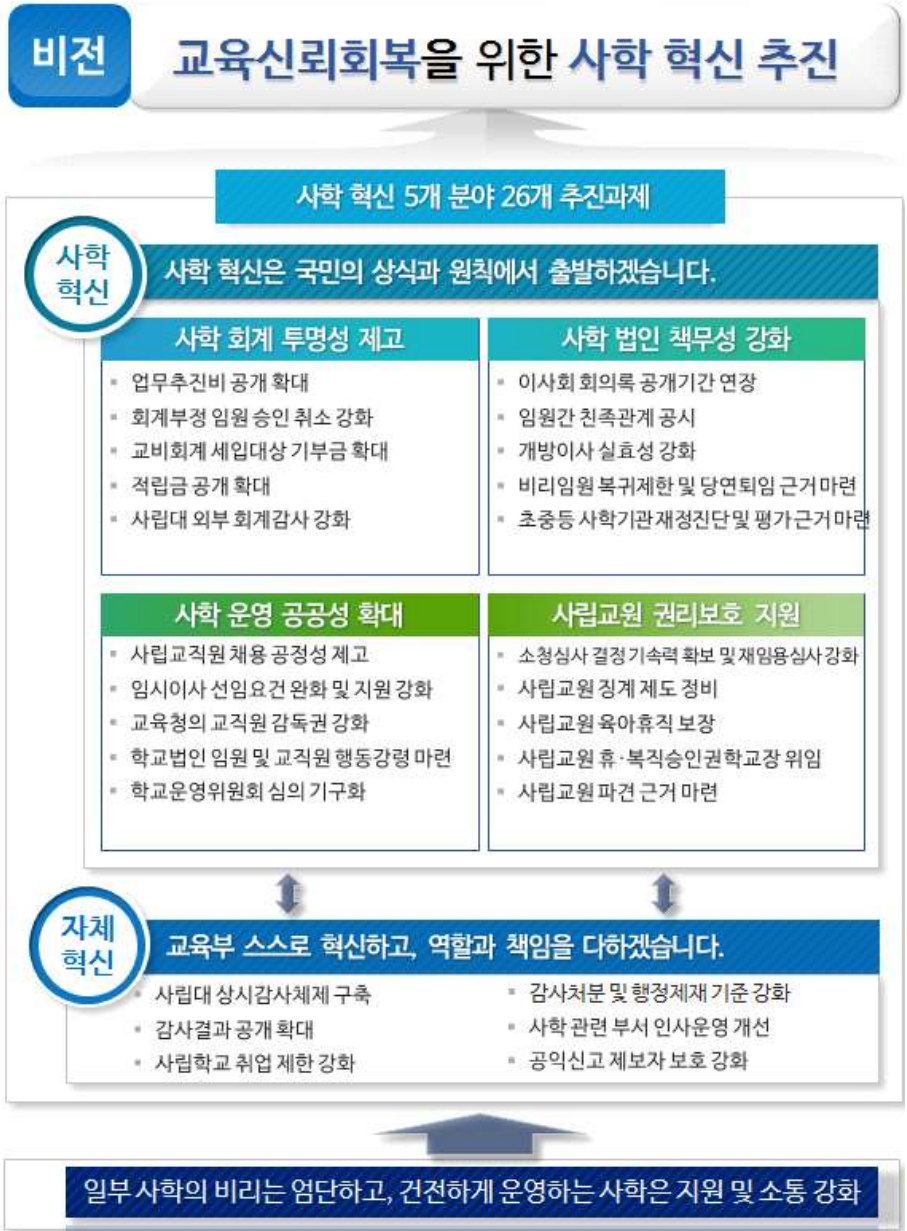 비전
교육신뢰회복을 위한 사학 혁신 추진
사학 혁신 5개 분야 26개 추진과제
사학
혁신
사학 혁신은 국민의 상식과 원칙에서 출발하겠습니다.
사학 회계 투명성 제고
업무추진비 공개 확대
회계부정 임원 승인 취소 강화
교비회계 세입대상 기부금 확대
적립금 공개 확대
사립대 외부 회계감사 강화
사학 법인 책무성 강화
이사회 회의록 공개기간 연장
임원간 친족관계 공시
개방이사 실효성 강화
비리임원 복귀제한 및 당연퇴임 근거 마련
초중등 사학기관 재정진단 및 평가 근거 마련
사학 운영 공공성 확대
사립교직원 채용 공정성 제고
임시이사 선임요건 완화 및 지원 강화
교육청의 교직원 감독권 강화
학교법인 임원 및 교직원 행동강령 마련
학교운영위원회 심의 기구화
사립교원 권리보호 지원
소청심사 결정 기속력 확보 및 재임용심사 강화
사립교원 징계 제도 정비
사립교원 육아휴직 보장
사립교원 휴·복직승인권 학교장 위임
사립교원 파견 근거 마련
자체
혁신
교육부 스스로 혁신하고, 역할과 책임을 다하겠습니다.
사립대 상시감사체제 구축
감사결과 공개 확대
사립학교 취업 제한 강화
감사처분 및 행정제재 기준 강화
사학 관련 부서 인사운영 개선
공익신고 제보자 보호 강화
일부 사학의 비리는 엄단하고, 건전하게 운영하는 사학은 지원 및 소통 강화